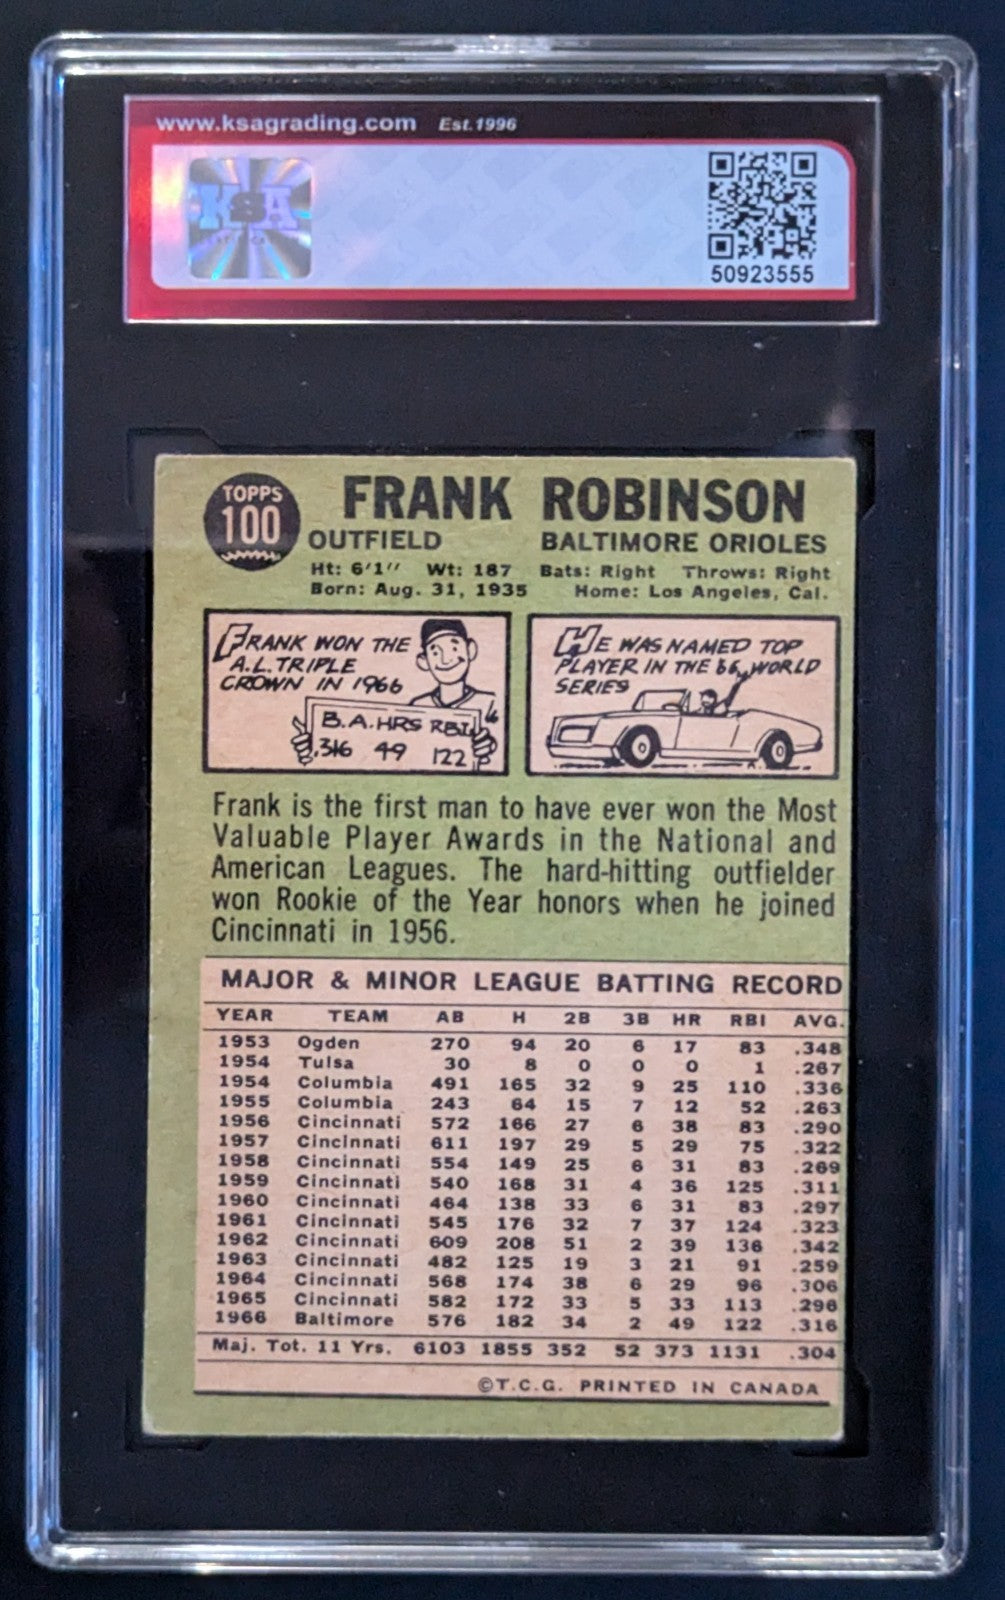 www.ksagrading.com Est.1996
KSA
50923555
TOPPS
100
FRANK ROBINSON
OUTFIELD BALTIMORE ORIOLES
Ht: 6'1" Wt: 187 Bats: Right Throws: Right
Born: Aug. 31, 1935 Home: Los Angeles, Cal.
FRANK WON THE
A.L. TRIPLE
CROWN IN 1966
B.A. HRS RBI
.316 49 122
HE WAS NAMED TOP
PLAYER IN THE '66 WORLD
SERIES
Frank is the first man to have ever won the Most
Valuable Player Awards in the National and
American Leagues. The hard-hitting outfielder
won Rookie of the Year honors when he joined
Cincinnati in 1956.
MAJOR & MINOR LEAGUE BATTING RECORD
YEAR TEAM AB H 2B 3B HR RBI AVG.
1953 Ogden 270 94 20 6 17 83 .348
1954 Tulsa 30 8 0 0 0 1 .267
1954 Columbia 491 165 32 9 25 110 .336
1955 Columbia 243 64 15 7 12 52 .263
1956 Cincinnati 572 166 27 6 38 83 .290
1957 Cincinnati 611 197 29 5 29 75 .322
1958 Cincinnati 554 149 25 6 31 83 .269
1959 Cincinnati 540 168 31 4 36 125 .311
1960 Cincinnati 464 138 33 6 31 83 .297
1961 Cincinnati 545 176 32 7 37 124 .323
1962 Cincinnati 609 208 51 2 39 136 .342
1963 Cincinnati 482 125 19 3 21 91 .259
1964 Cincinnati 568 174 38 6 29 96 .306
1965 Cincinnati 582 172 33 5 33 113 .296
1966 Baltimore 576 182 34 2 49 122 .316
Maj. Tot. 11 Yrs. 6103 1855 352 52 373 1131 .304
©T.C.G. PRINTED IN CANADA